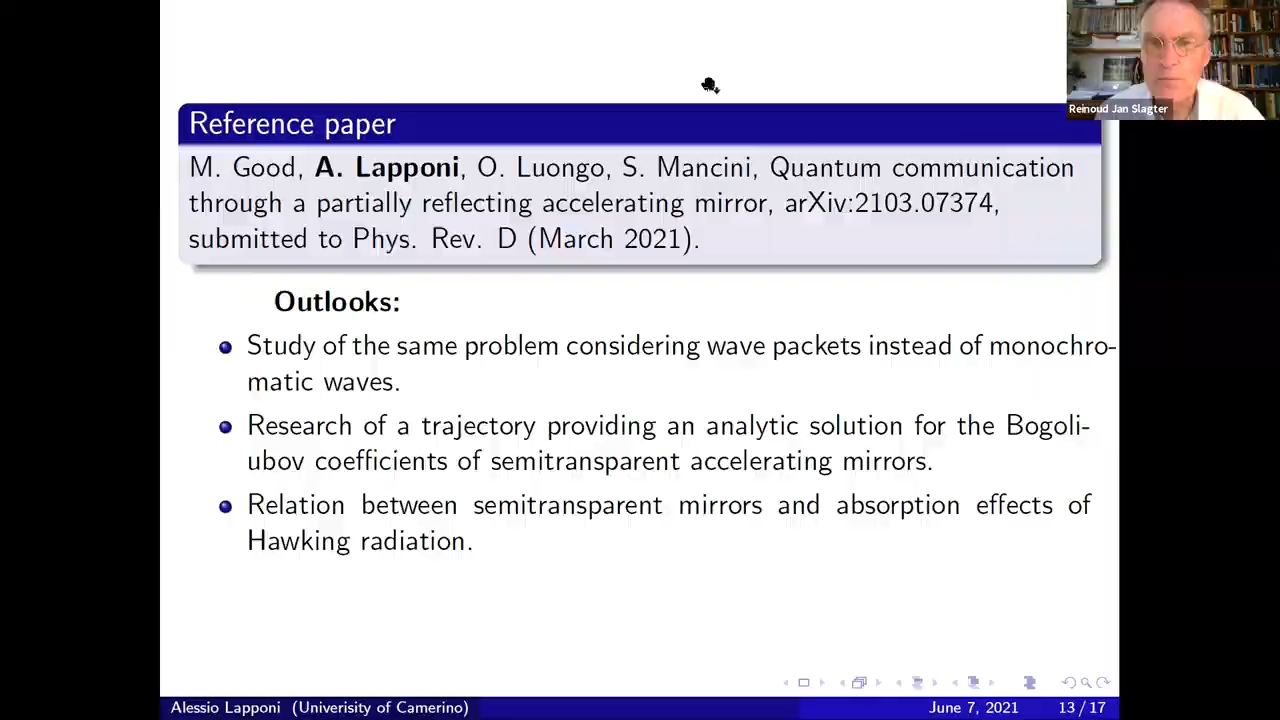 Reinoud Jan Slagter
Reference paper
M. Good, A. Lapponi, O. Luongo, S. Mancini, Quantum communication
through a partially reflecting accelerating mirror, arXiv:2103.07374,
submitted to Phys. Rev. D (March 2021).
Outlooks:
Study of the same problem considering wave packets instead of monochro-
matic waves.
Research of a trajectory providing an analytic solution for the Bogoli-
ubov coefficients of semitransparent accelerating mirrors.
Relation between semitransparent mirrors and absorption effects of
Hawking radiation.
Alessio Lapponi (Univerisity of Camerino) June 7, 2021 13 / 17